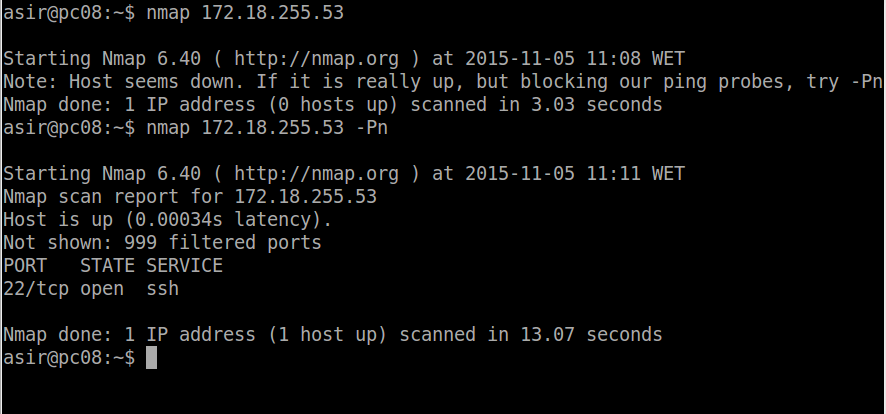 asir@pc08:~$ nmap 172.18.255.53
Starting Nmap 6.40 ( http://nmap.org ) at 2015-11-05 11:08 WET
Note: Host seems down. If it is really up, but blocking our ping probes, try -Pn
Nmap done: 1 IP address (0 hosts up) scanned in 3.03 seconds
asir@pc08:~$ nmap 172.18.255.53 -Pn
Starting Nmap 6.40 ( http://nmap.org ) at 2015-11-05 11:11 WET
Nmap scan report for 172.18.255.53
Host is up (0.00034s latency).
Not shown: 999 filtered ports
PORT   STATE SERVICE
22/tcp open  ssh
Nmap done: 1 IP address (1 host up) scanned in 13.07 seconds
asir@pc08:~$